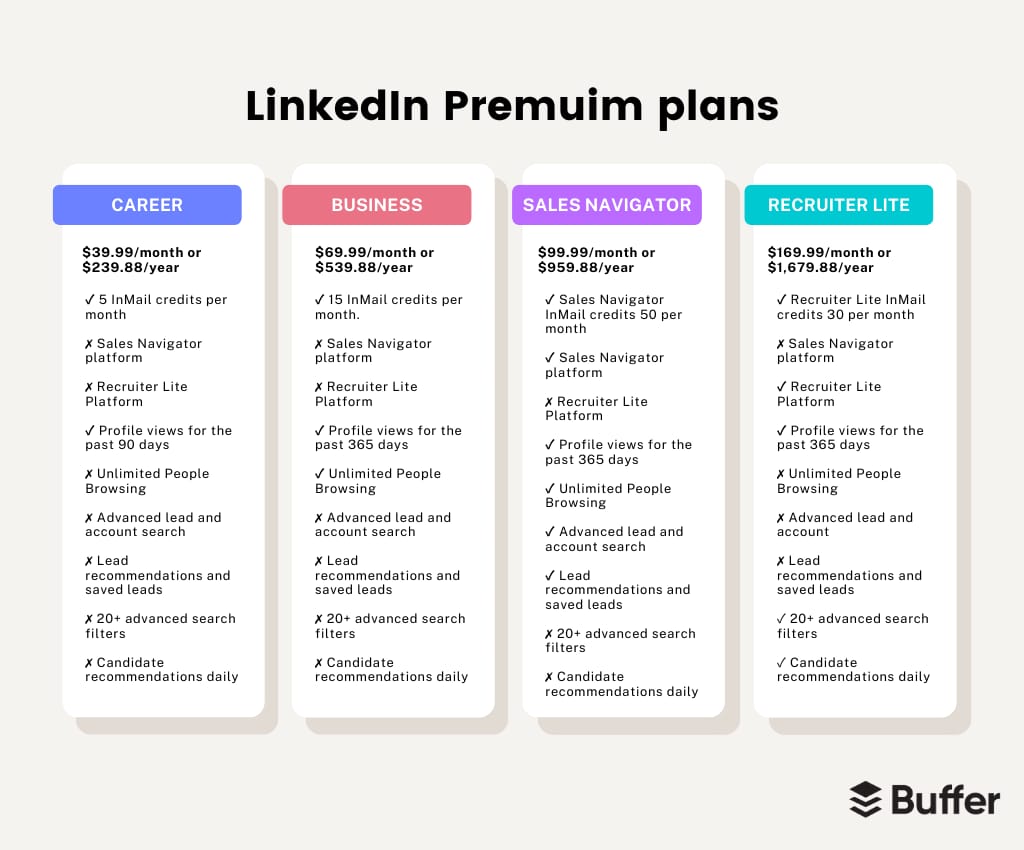 LinkedIn Premuim plans
CAREER
$39.99/month or
$239.88/year
✓ 5 InMail credits per
month
✗ Sales Navigator
platform
✗ Recruiter Lite
Platform
✓ Profile views for the
past 90 days
✗ Unlimited People
Browsing
✗ Advanced lead and
account search
✗ Lead
recommendations and
saved leads
✗ 20+ advanced search
filters
✗ Candidate
recommendations daily
BUSINESS
$69.99/month or
$539.88/year
✓ 15 InMail credits per
month.
✗ Sales Navigator
platform
✗ Recruiter Lite
Platform
✓ Profile views for the
past 365 days
✓ Unlimited People
Browsing
✗ Advanced lead and
account search
✗ Lead
recommendations and
saved leads
✗ 20+ advanced search
filters
✗ Candidate
recommendations daily
SALES NAVIGATOR
$99.99/month or
$959.88/year
✓ Sales Navigator
InMail credits 50 per
month
✓ Sales Navigator
platform
✗ Recruiter Lite
Platform
✓ Profile views for the
past 365 days
✓ Unlimited People
Browsing
✓ Advanced lead and
account search
✓ Lead
recommendations and
saved leads
✗ 20+ advanced search
filters
✗ Candidate
recommendations daily
RECRUITER LITE
$169.99/month or
$1,679.88/year
✓ Recruiter Lite InMail
credits 30 per month
✗ Sales Navigator
platform
✓ Recruiter Lite
Platform
✓ Profile views for the
past 365 days
✗ Unlimited People
Browsing
✗ Advanced lead and
account
✗ Lead
recommendations and
saved leads
✓ 20+ advanced search
filters
✓ Candidate
recommendations daily
Buffer